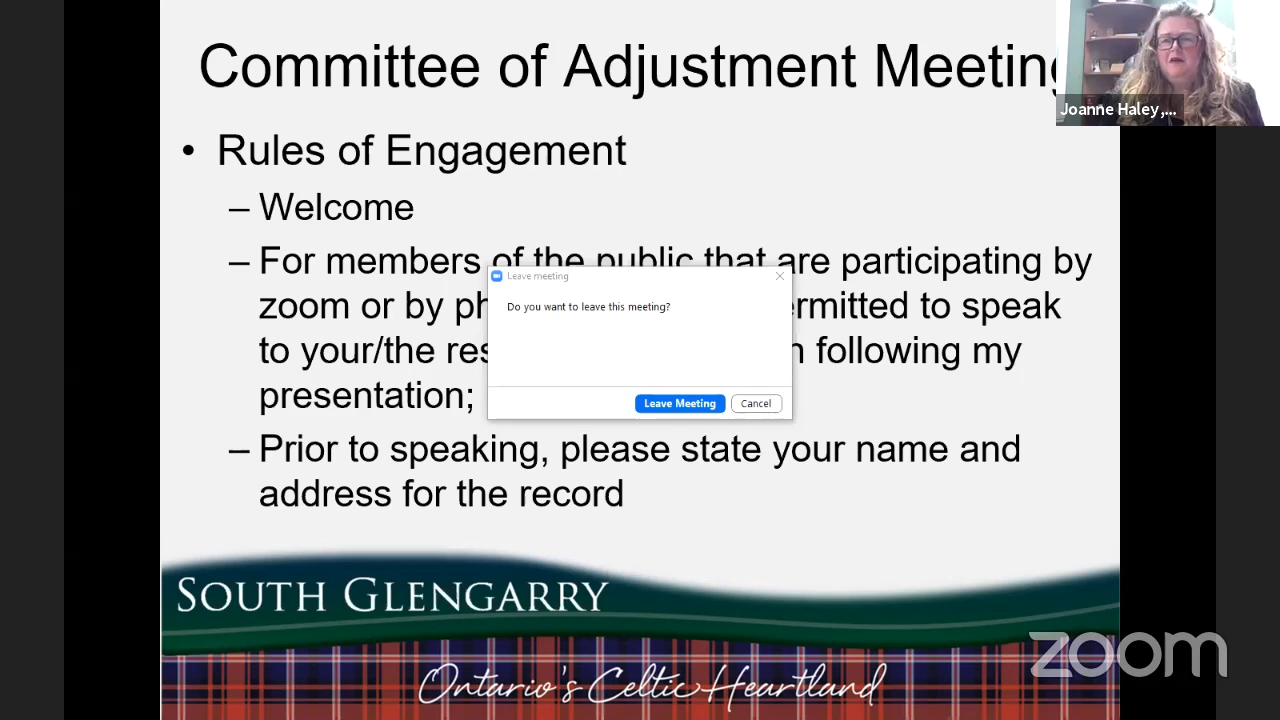 Committee of Adjustment Meeting
Joanne Haley,...
• Rules of Engagement
– Welcome
– For members of the public that are participating by
zoom or by ph ermitted to speak
to your/the res n following my
presentation;
Leave meeting
Do you want to leave this meeting?
Leave Meeting
Cancel
– Prior to speaking, please state your name and
address for the record
SOUTH GLENGARRY
Ontario's Celtic Heartland
zoom